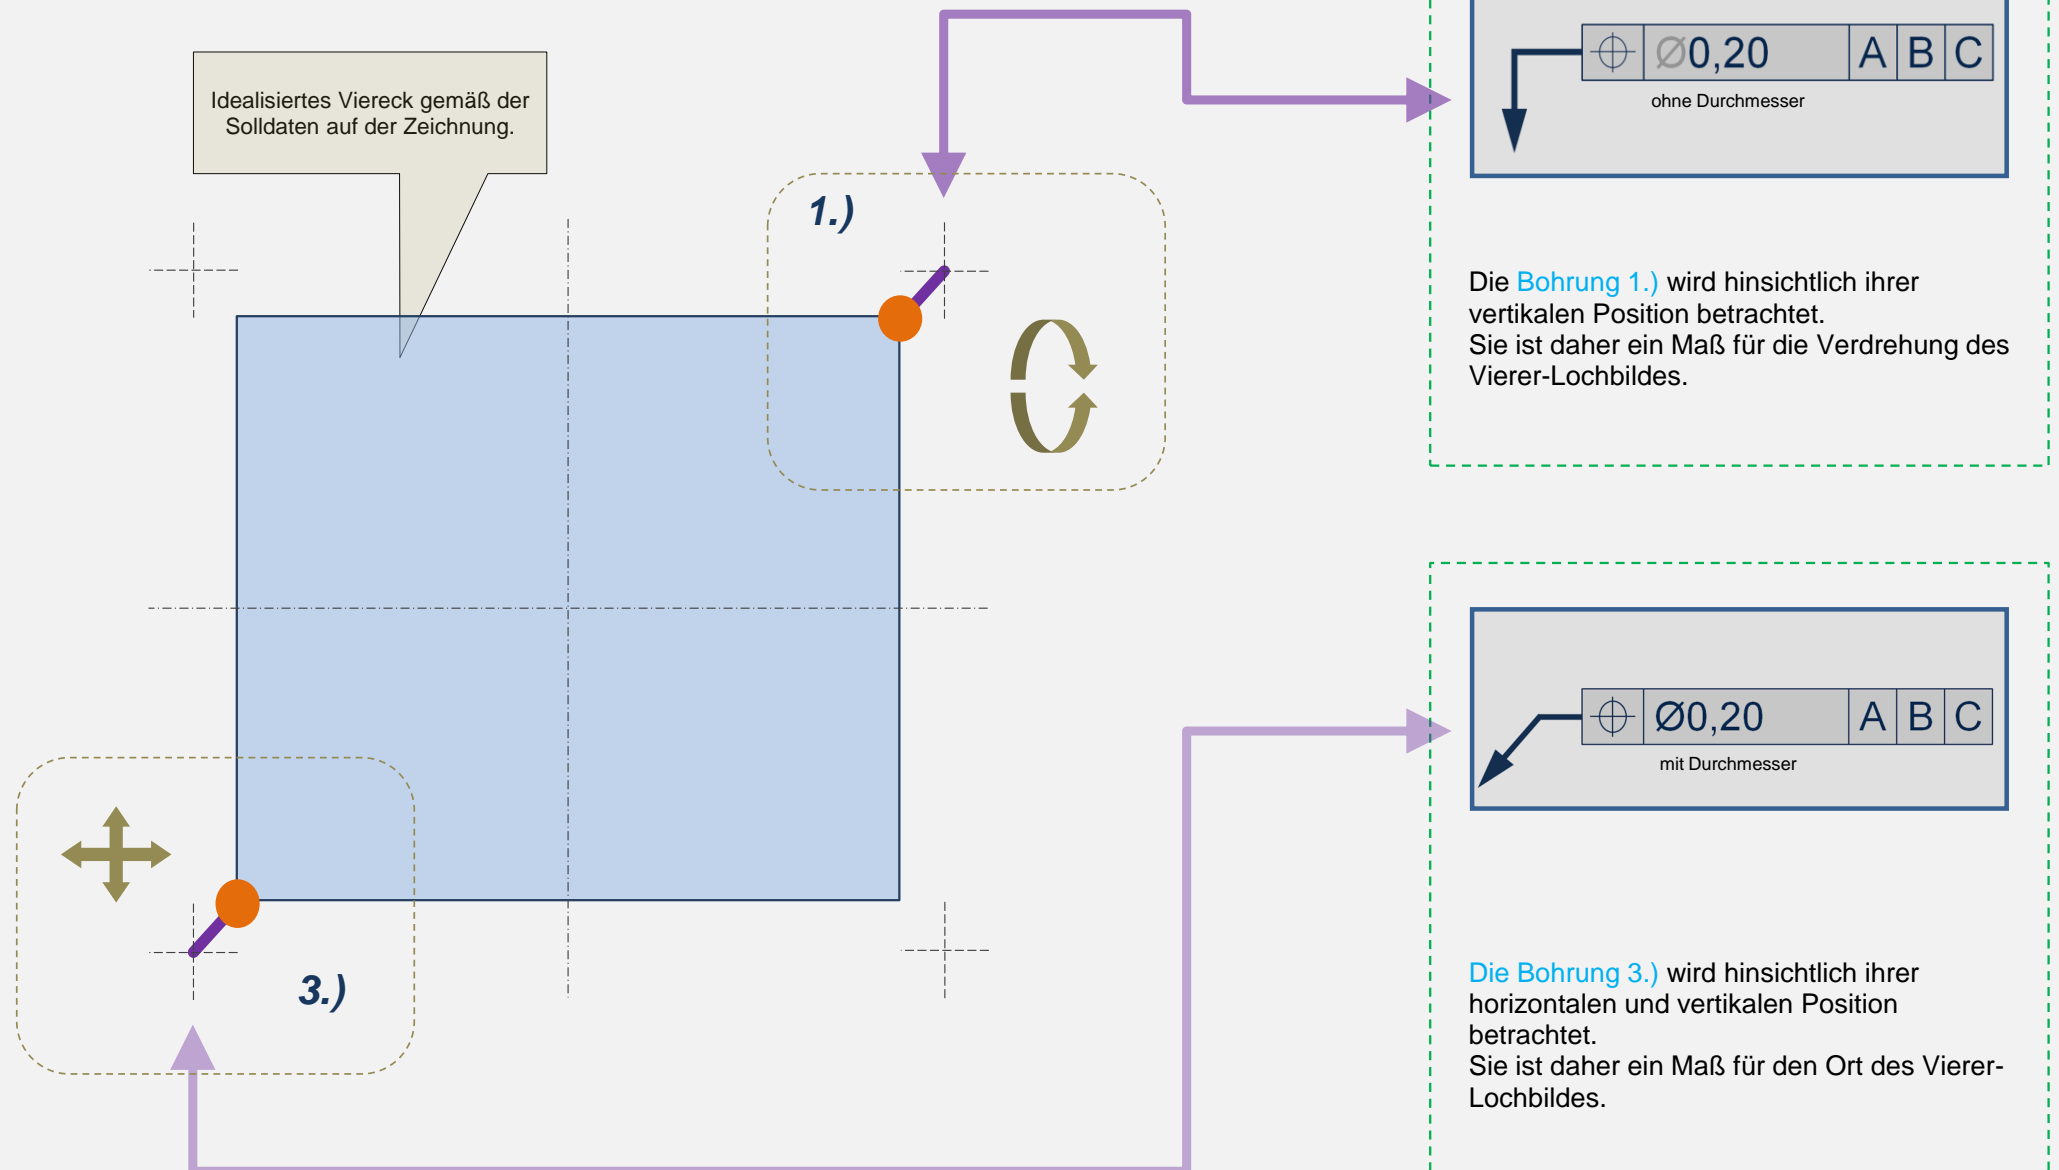 Idealisiertes Viereck gemäß der
Solldaten auf der Zeichnung.
1.)
3.)
Ø0,20 A B C
ohne Durchmesser
Die Bohrung 1.) wird hinsichtlich ihrer
vertikalen Position betrachtet.
Sie ist daher ein Maß für die Verdrehung des
Vierer-Lochbildes.
Ø0,20 A B C
mit Durchmesser
Die Bohrung 3.) wird hinsichtlich ihrer
horizontalen und vertikalen Position
betrachtet.
Sie ist daher ein Maß für den Ort des Vierer-
Lochbildes.